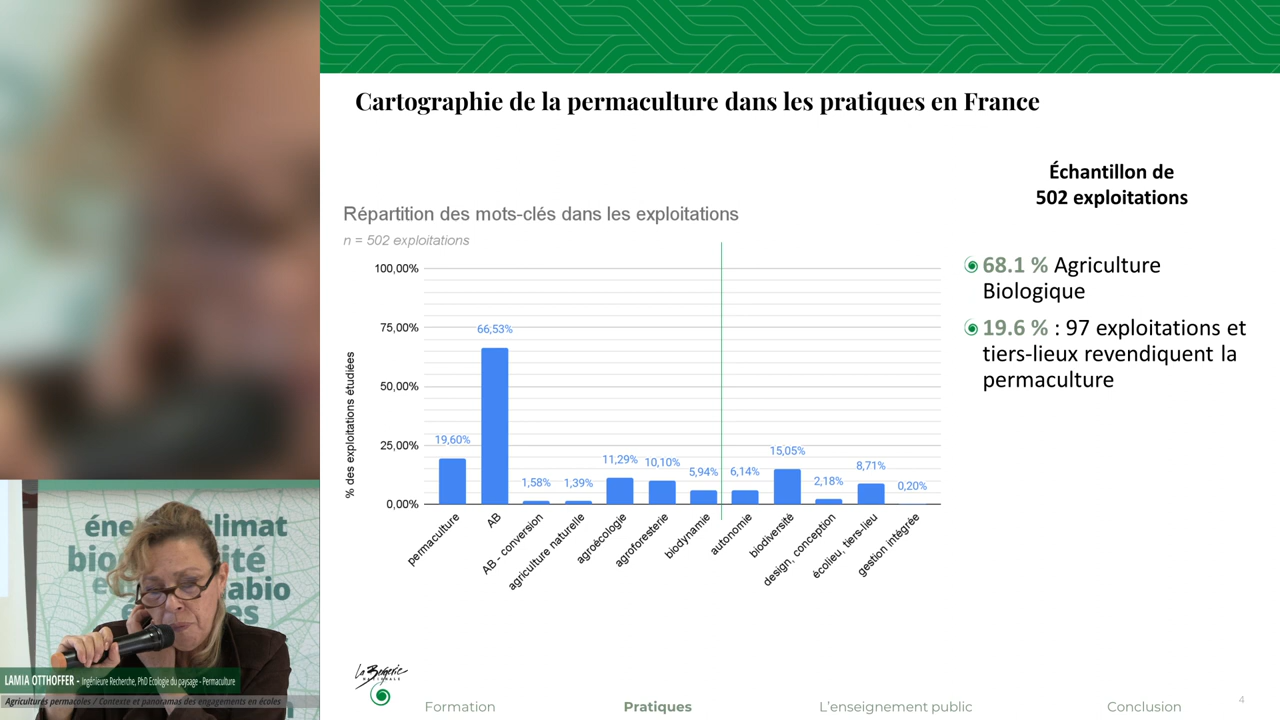 Cartographie de la permaculture dans les pratiques en France
Échantillon de
502 exploitations
Répartition des mots-clés dans les exploitations
n = 502 exploitations
68.1 % Agriculture
Biologique
19.6 % : 97 exploitations et
tiers-lieux revendiquent la
permaculture
% des exploitations étudiées
100,00%
75,00%
50,00%
25,00%
0,00%
19,60%
66,53%
1,58%
1,39%
11,29%
10,10%
5,94%
6,14%
15,05%
2,18%
8,71%
0,20%
permaculture
AB
AB - conversion
agriculture naturelle
agroécologie
agroforesterie
biodynamie
autonomie
biodiversité
design, conception
écolieu, tiers-lieu
gestion intégrée
La Bergerie
NATIONALE
Formation
Pratiques
L'enseignement public
Conclusion
4
LAMIA OTTHOFFER - Ingénieure Recherche, PhD Ecologie du paysage - Permaculture
Agricultures permacoles / Contexte et panoramas des engagements en écoles